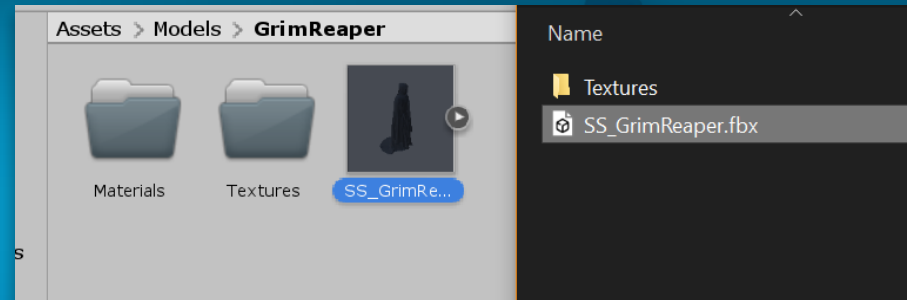 Assets > Models > GrimReaper
Materials
Textures
SS_GrimRe...
s
Name
Textures
SS_GrimReaper.fbx